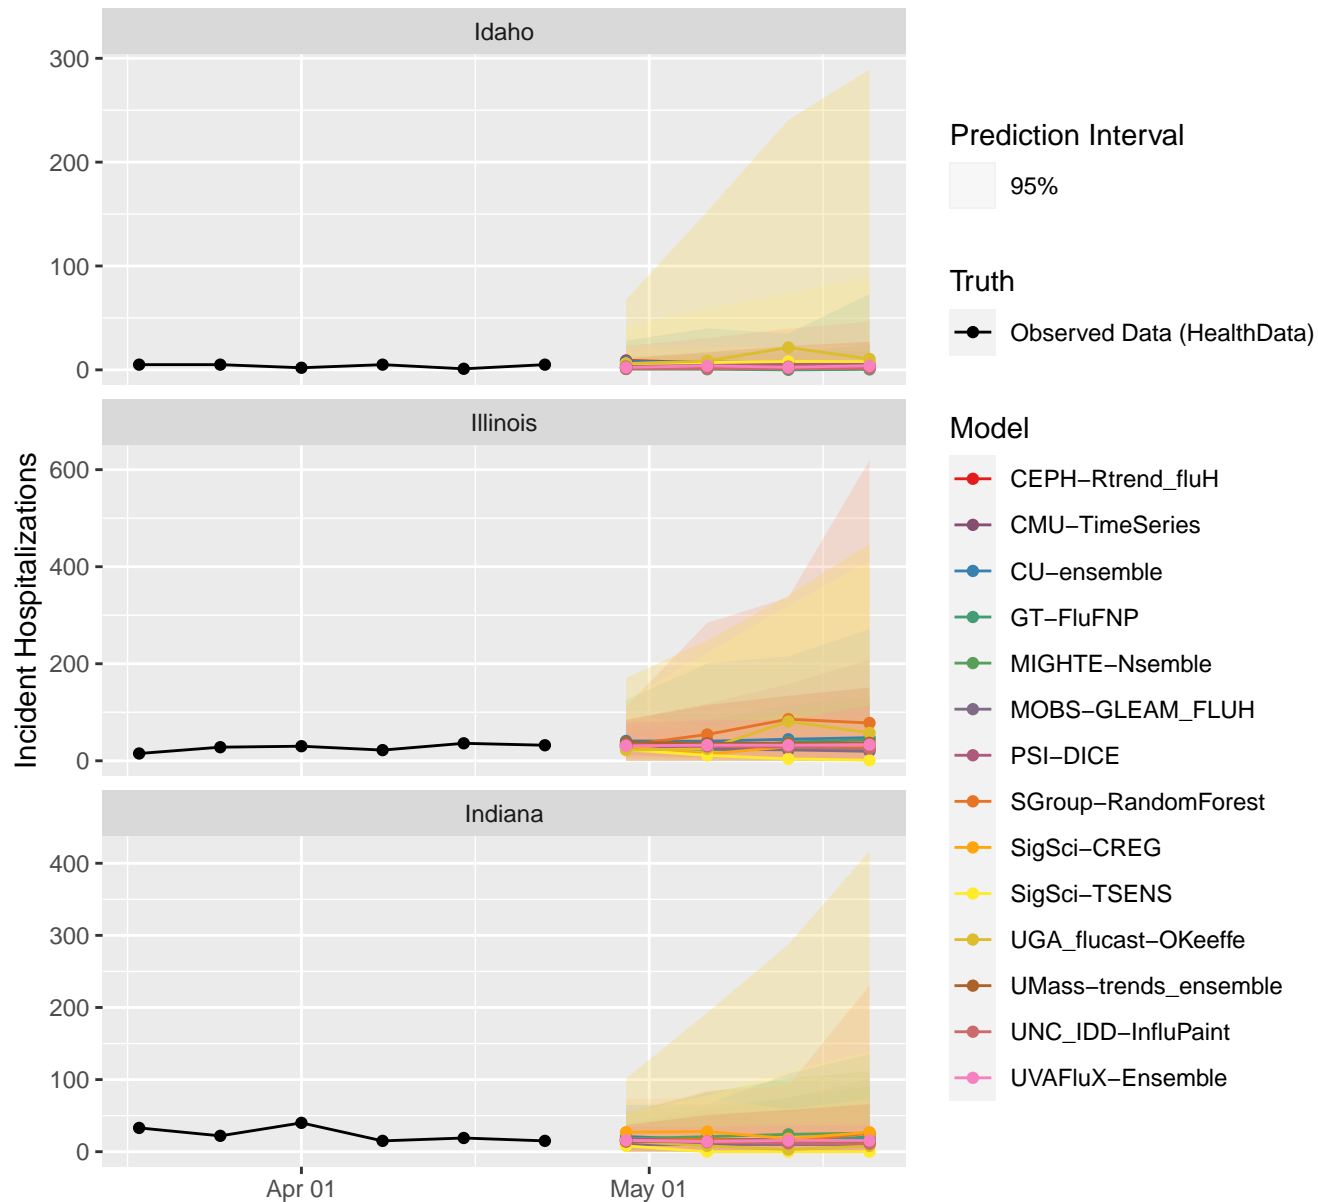 Idaho
300
200
100
0
Illinois
600
400
200
0
Indiana
400
300
200
100
0
Apr 01
May 01
Incident Hospitalizations
Prediction Interval
95%
Truth
Observed Data (HealthData)
Model
CEPH−Rtrend_fluH
CMU−TimeSeries
CU−ensemble
GT−FluFNP
MIGHTE−Nsemble
MOBS−GLEAM_FLUH
PSI−DICE
SGroup−RandomForest
SigSci−CREG
SigSci−TSENS
UGA_flucast−OKeeffe
UMass−trends_ensemble
UNC_IDD−InfluPaint
UVAFluX−Ensemble